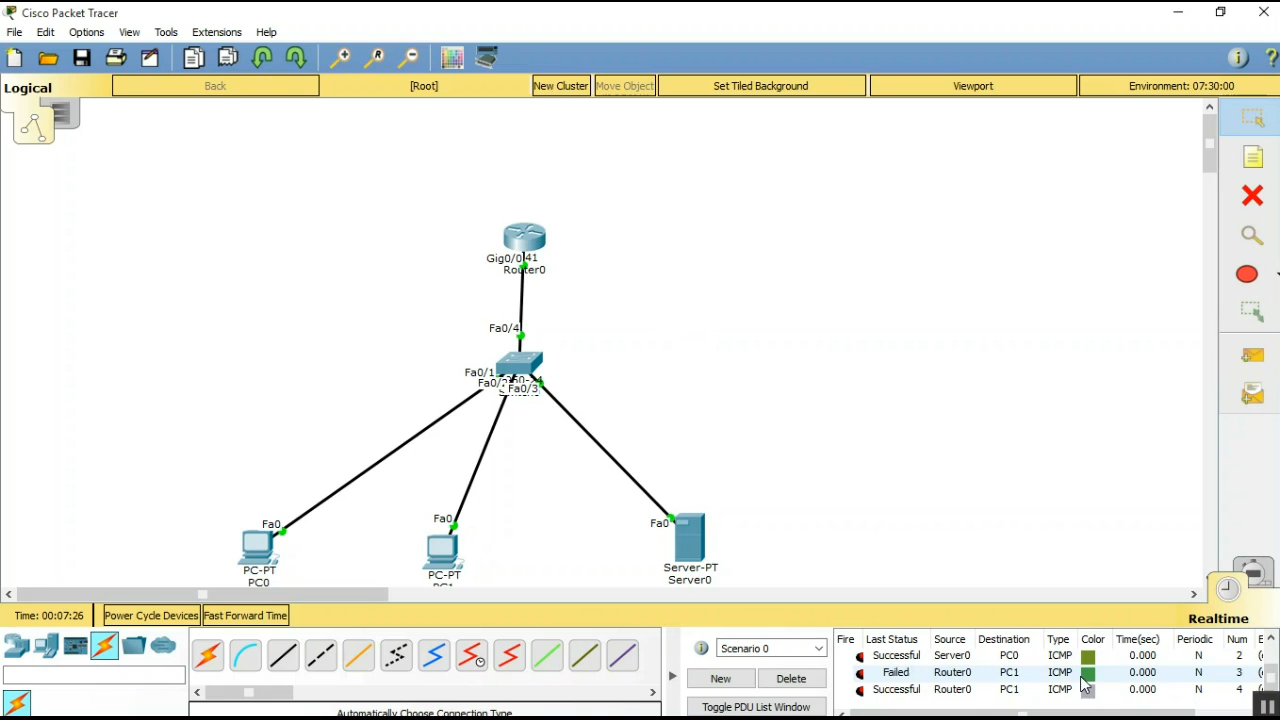 Cisco Packet Tracer
File Edit Options View Tools Extensions Help
Logical
Back
[Root]
New Cluster
Move Object
Set Tiled Background
Viewport
Environment: 07:30:00
Router0
Fa0/4
Fa0/1
Fa0/3
Fa0
PC-PT
PC0
Fa0
PC-PT
Fa0
Server-PT
Server0
Time: 00:07:26
Power Cycle Devices
Fast Forward Time
Realtime
Scenario 0
New
Delete
Toggle PDU List Window
Automatically Choose Connection Type
Fire Last Status Source Destination Type Color Time(sec) Periodic Num
Successful Server0 PC0 ICMP 0.000 N 2
Failed Router0 PC1 ICMP 0.000 N 3
Successful Router0 PC1 ICMP 0.000 N 4